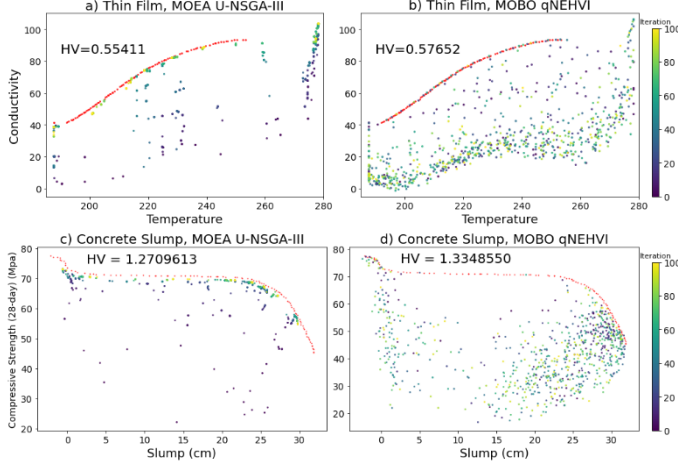 a) Thin Film, MOEA U-NSGA-III
b) Thin Film, MOBO qNEHVI
HV=0.55411
HV=0.57652
Conductivity
100
80
60
40
20
0
200 220 240 260 280
Temperature
100
80
60
40
20
0
200 220 240 260 280
Temperature
Iteration
100
80
60
40
20
0
c) Concrete Slump, MOEA U-NSGA-III
d) Concrete Slump, MOBO qNEHVI
HV = 1.2709613
HV = 1.3348550
Compressive Strength (28-day) (Mpa)
80
70
60
50
40
30
20
0 5 10 15 20 25 30
Slump (cm)
80
70
60
50
40
30
20
0 5 10 15 20 25 30
Slump (cm)
Iteration
100
80
60
40
20
0